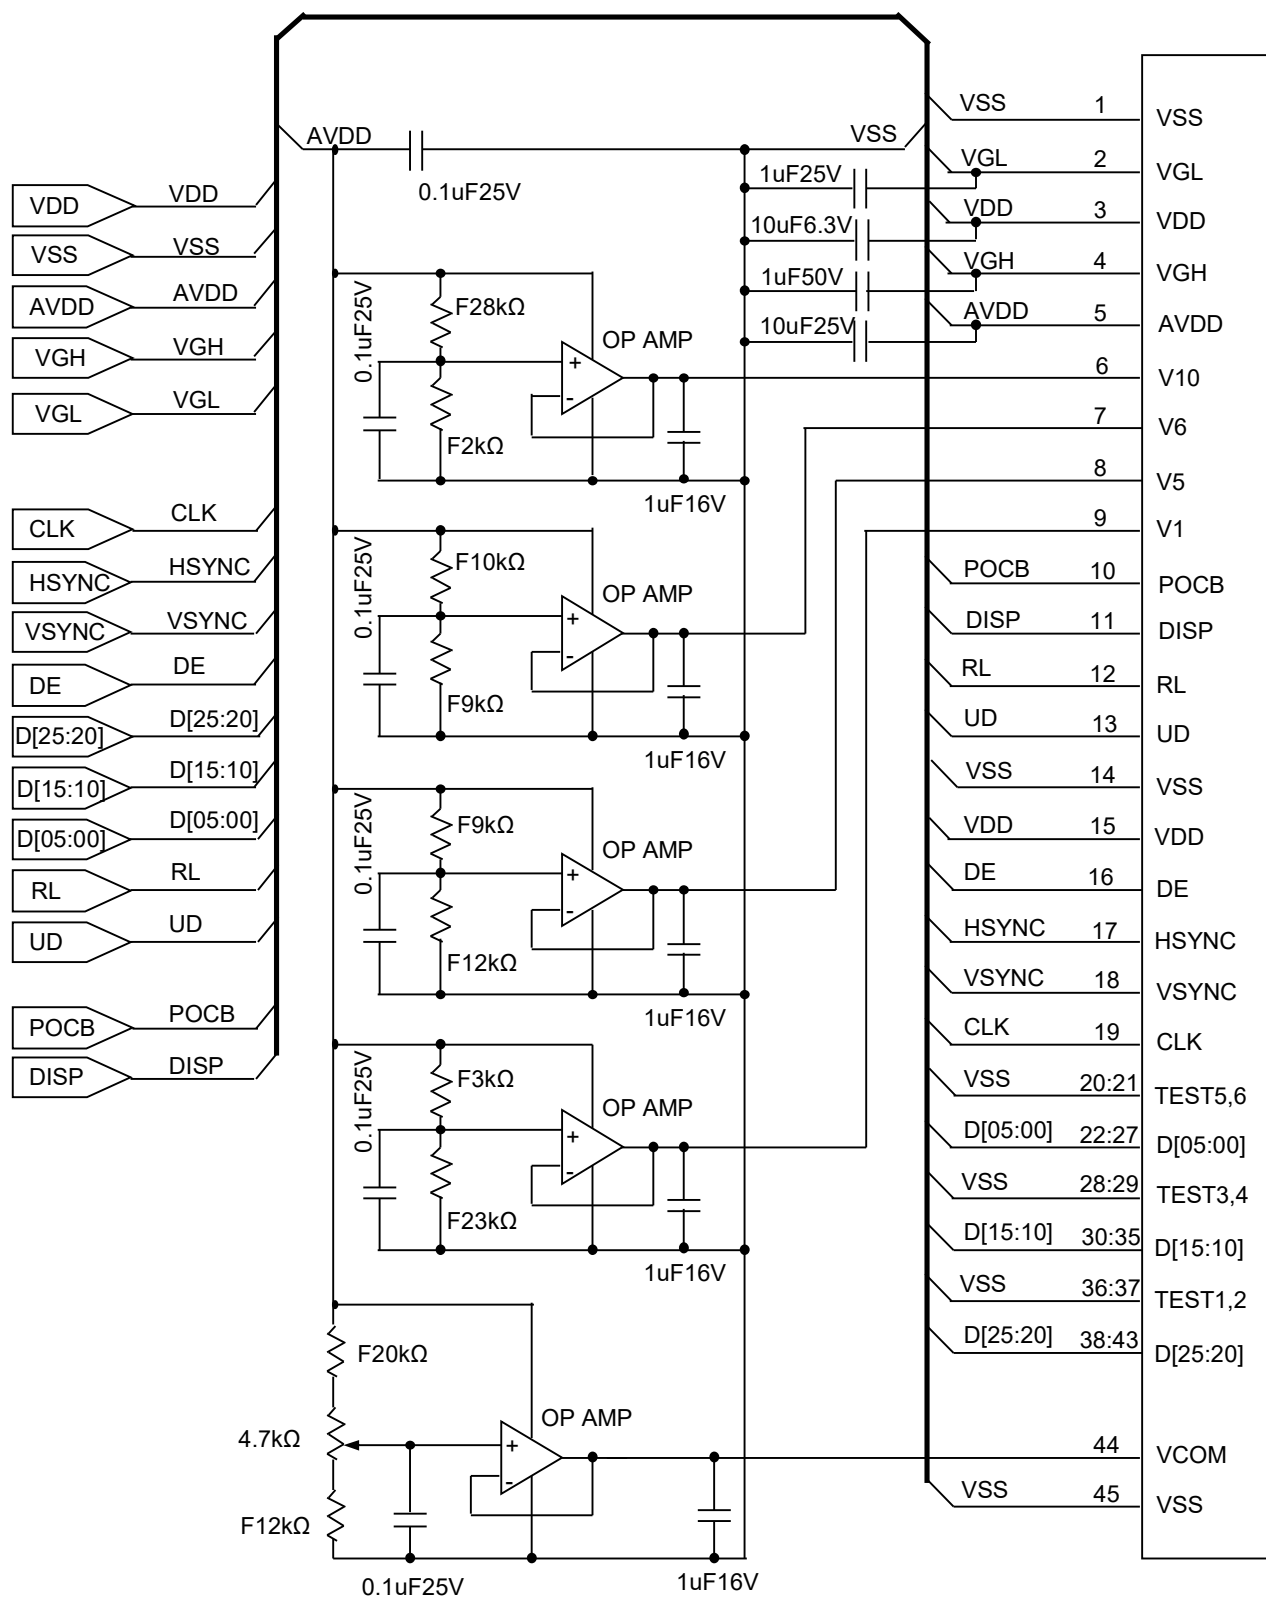 AVDD
0.1uF25V
VSS
VDD
VDD
VSS
VSS
AVDD
AVDD
VGH
VGH
VGL
VGL
CLK
CLK
HSYNC
HSYNC
VSYNC
VSYNC
DE
DE
D[25:20]
D[25:20]
D[15:10]
D[15:10]
D[05:00]
D[05:00]
RL
RL
UD
UD
POCB
POCB
DISP
DISP
0.1uF25V
F28kΩ
F2kΩ
OP AMP
+
-
1uF16V
0.1uF25V
F10kΩ
F9kΩ
OP AMP
+
-
1uF16V
0.1uF25V
F9kΩ
F12kΩ
OP AMP
+
-
1uF16V
0.1uF25V
F3kΩ
F23kΩ
OP AMP
+
-
1uF16V
F20kΩ
4.7kΩ
F12kΩ
OP AMP
+
-
0.1uF25V
1uF16V
1uF25V
10uF6.3V
1uF50V
10uF25V
VSS 1 VSS
VGL 2 VGL
VDD 3 VDD
VGH 4 VGH
AVDD 5 AVDD
6 V10
7 V6
8 V5
9 V1
POCB 10 POCB
DISP 11 DISP
RL 12 RL
UD 13 UD
VSS 14 VSS
VDD 15 VDD
DE 16 DE
HSYNC 17 HSYNC
VSYNC 18 VSYNC
CLK 19 CLK
VSS 20:21 TEST5,6
D[05:00] 22:27 D[05:00]
VSS 28:29 TEST3,4
D[15:10] 30:35 D[15:10]
VSS 36:37 TEST1,2
D[25:20] 38:43 D[25:20]
44 VCOM
VSS 45 VSS